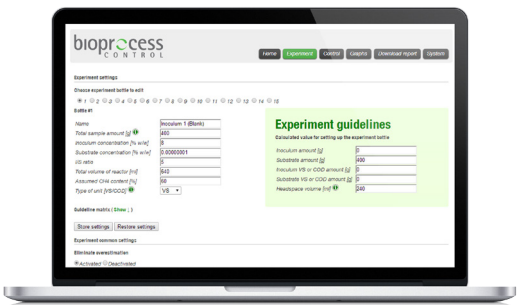 bioprocess
CONTROL
Home Experiment Control Graphs Download report System
Experiment settings
Choose experiment bottle to edit
1 2 3 4 5 6 7 8 9 10 11 12 13 14 15
Bottle #1
Name Inoculum 1 (Blank)
Total sample amount [g] 400
Inoculum concentration [% w/w]
Substrate concentration [% w/w] 0.00000001
I/S ratio 5
Total volume of reactor [ml] 640
Assumed CH4 content [%] 60
Type of unit [VS/COD] VS
Experiment guidelines
Calculated value for setting up the experiment bottle
Inoculum amount [g] 0
Substrate amount [g] 400
Inoculum VS or COD amount [g] 0
Substrate VS or COD amount [g] 0
Headspace volume [ml] 240
Guideline matrix ( Show ↓ )
Store settings Restore settings
Experiment common settings
Eliminate overestimation
Activated Deactivated